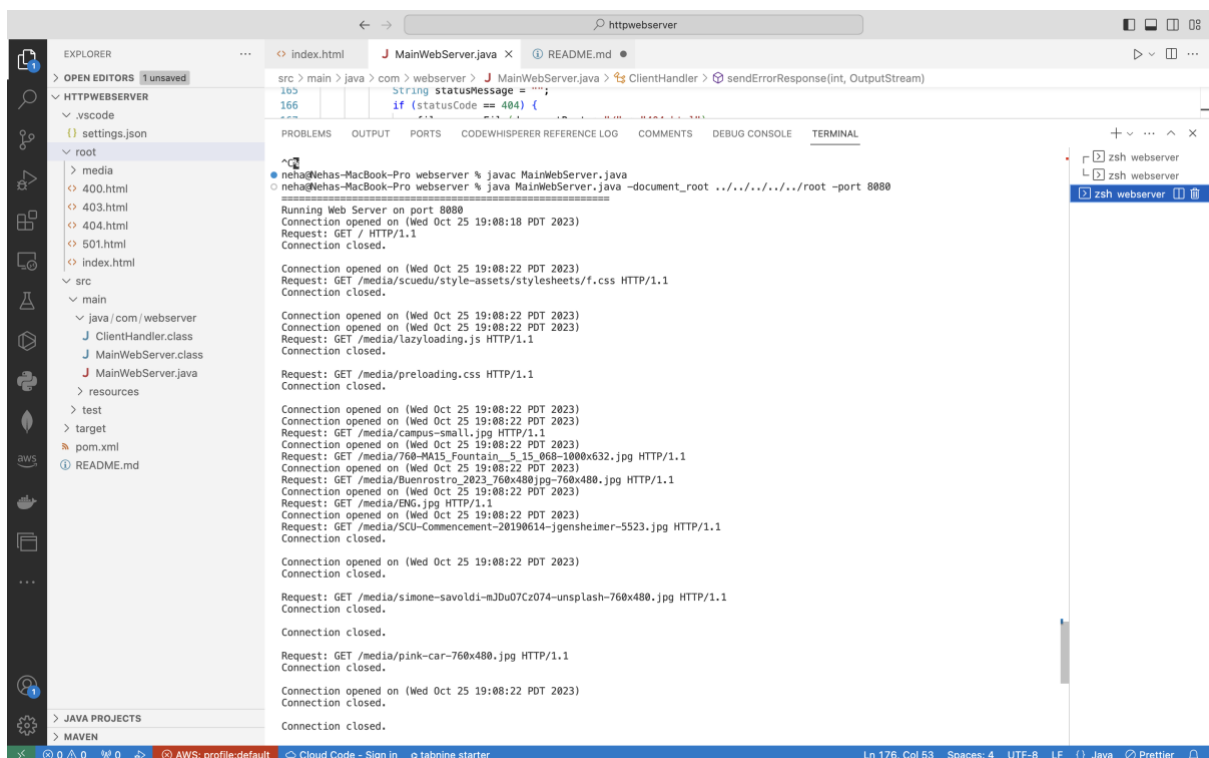 httpwebserver
EXPLORER
OPEN EDITORS 1 unsaved
HTTPWEBSERVER
.vscode
{} settings.json
root
media
400.html
403.html
404.html
501.html
index.html
src
main
java/com/webserver
J ClientHandler.class
J MainWebServer.class
J MainWebServer.java
resources
test
target
pom.xml
README.md
JAVA PROJECTS
MAVEN
aws
1
1
index.html J MainWebServer.java README.md
src > main > java > com > webserver > J MainWebServer.java > ClientHandler > sendErrorResponse(int, OutputStream)
165 String statusMessage = "";
166 if (statusCode == 404) {
PROBLEMS OUTPUT PORTS CODEWHISPERER REFERENCE LOG COMMENTS DEBUG CONSOLE TERMINAL
^C
neha@Nehas-MacBook-Pro webserver % javac MainWebServer.java
neha@Nehas-MacBook-Pro webserver % java MainWebServer.java -document_root ../../../../../root -port 8080
=======================================================
Running Web Server on port 8080
Connection opened on (Wed Oct 25 19:08:18 PDT 2023)
Request: GET / HTTP/1.1
Connection closed.
Connection opened on (Wed Oct 25 19:08:22 PDT 2023)
Request: GET /media/scuedu/style-assets/stylesheets/f.css HTTP/1.1
Connection closed.
Connection opened on (Wed Oct 25 19:08:22 PDT 2023)
Connection opened on (Wed Oct 25 19:08:22 PDT 2023)
Request: GET /media/lazyloading.js HTTP/1.1
Connection closed.
Request: GET /media/preloading.css HTTP/1.1
Connection closed.
Connection opened on (Wed Oct 25 19:08:22 PDT 2023)
Connection opened on (Wed Oct 25 19:08:22 PDT 2023)
Request: GET /media/campus-small.jpg HTTP/1.1
Connection opened on (Wed Oct 25 19:08:22 PDT 2023)
Request: GET /media/760-MA15_Fountain__5_15_068-1000x632.jpg HTTP/1.1
Connection opened on (Wed Oct 25 19:08:22 PDT 2023)
Request: GET /media/Buenrostro_2023_760x480jpg-760x480.jpg HTTP/1.1
Connection opened on (Wed Oct 25 19:08:22 PDT 2023)
Request: GET /media/ENG.jpg HTTP/1.1
Connection opened on (Wed Oct 25 19:08:22 PDT 2023)
Request: GET /media/SCU-Commencement-20190614-jgensheimer-5523.jpg HTTP/1.1
Connection closed.
Connection opened on (Wed Oct 25 19:08:22 PDT 2023)
Connection closed.
Request: GET /media/simone-savoldi-mJDuO7CzO74-unsplash-760x480.jpg HTTP/1.1
Connection closed.
Connection closed.
Request: GET /media/pink-car-760x480.jpg HTTP/1.1
Connection closed.
Connection opened on (Wed Oct 25 19:08:22 PDT 2023)
Connection closed.
Connection closed.
zsh webserver
zsh webserver
zsh webserver
0 0 0 AWS: profile:default Cloud Code - Sign in tabnine starter Ln 176, Col 53 Spaces: 4 UTF-8 LF {} Java Prettier